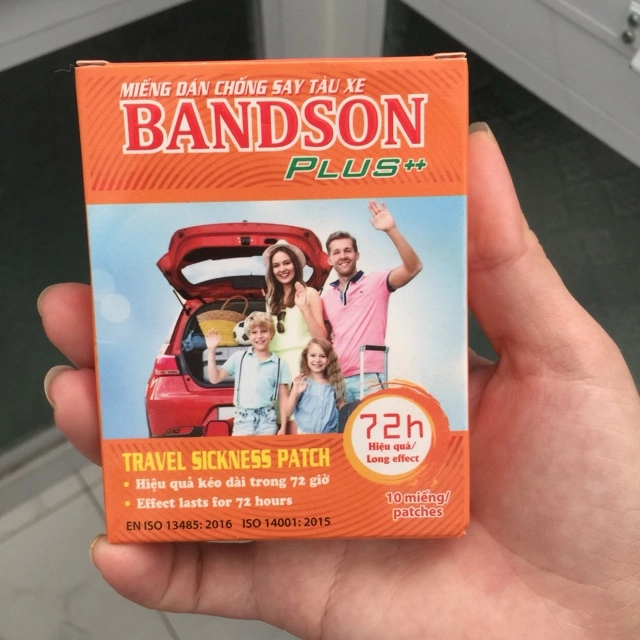 MIẾNG DÁN CHỐNG SAY TÀU XE
BANDSON
PLUS++
72h
Hiệu quả/
Long effect
TRAVEL SICKNESS PATCH
• Hiệu quả kéo dài trong 72 giờ
• Effect lasts for 72 hours
10 miếng/
patches
EN ISO 13485: 2016 ISO 14001: 2015